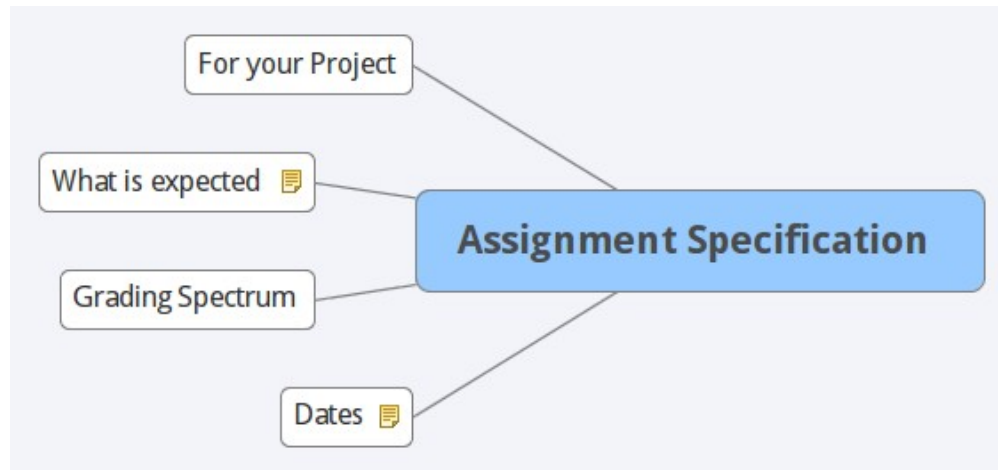 For your Project
What is expected
Assignment Specification
Grading Spectrum
Dates